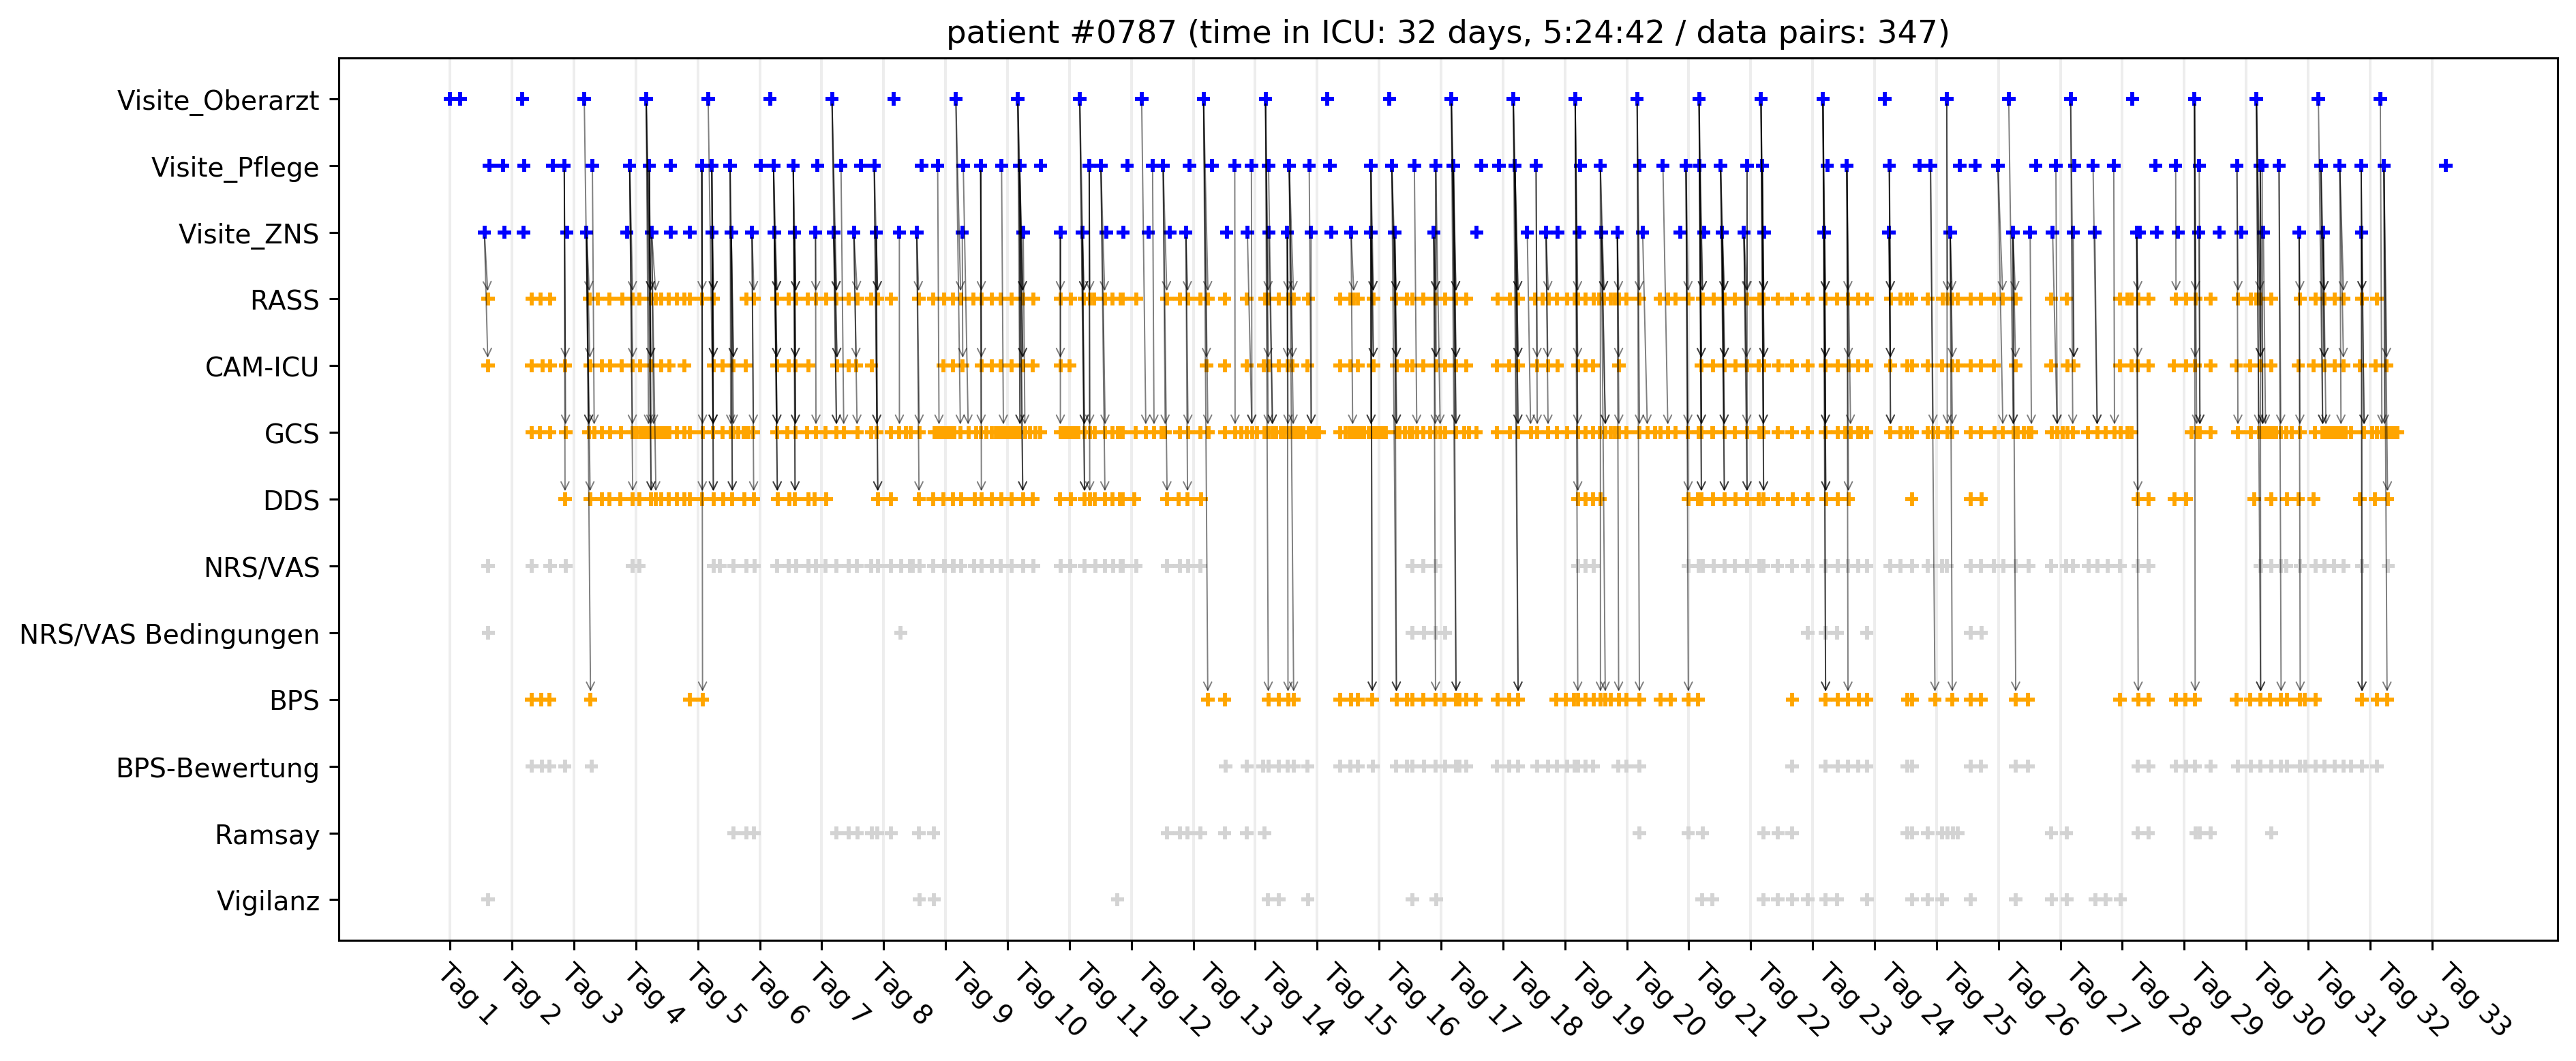 patient #0787 (time in ICU: 32 days, 5:24:42 / data pairs: 347)
Visite_Oberarzt
Visite_Pflege
Visite_ZNS
RASS
CAM-ICU
GCS
DDS
NRS/VAS
NRS/VAS Bedingungen
BPS
BPS-Bewertung
Ramsay
Vigilanz
Tag 1
Tag 2
Tag 3
Tag 4
Tag 5
Tag 6
Tag 7
Tag 8
Tag 9
Tag 10
Tag 11
Tag 12
Tag 13
Tag 14
Tag 15
Tag 16
Tag 17
Tag 18
Tag 19
Tag 20
Tag 21
Tag 22
Tag 23
Tag 24
Tag 25
Tag 26
Tag 27
Tag 28
Tag 29
Tag 30
Tag 31
Tag 32
Tag 33